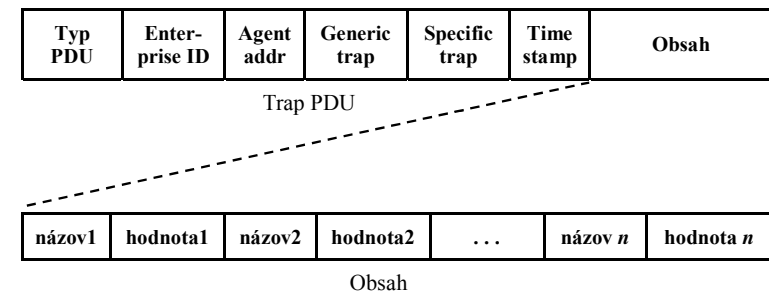 Typ Enter- Agent Generic Specific Time Obsah
PDU prise ID addr trap trap stamp
Trap PDU
názov1 hodnota1 názov2 hodnota2 . . . názov n hodnota n
Obsah